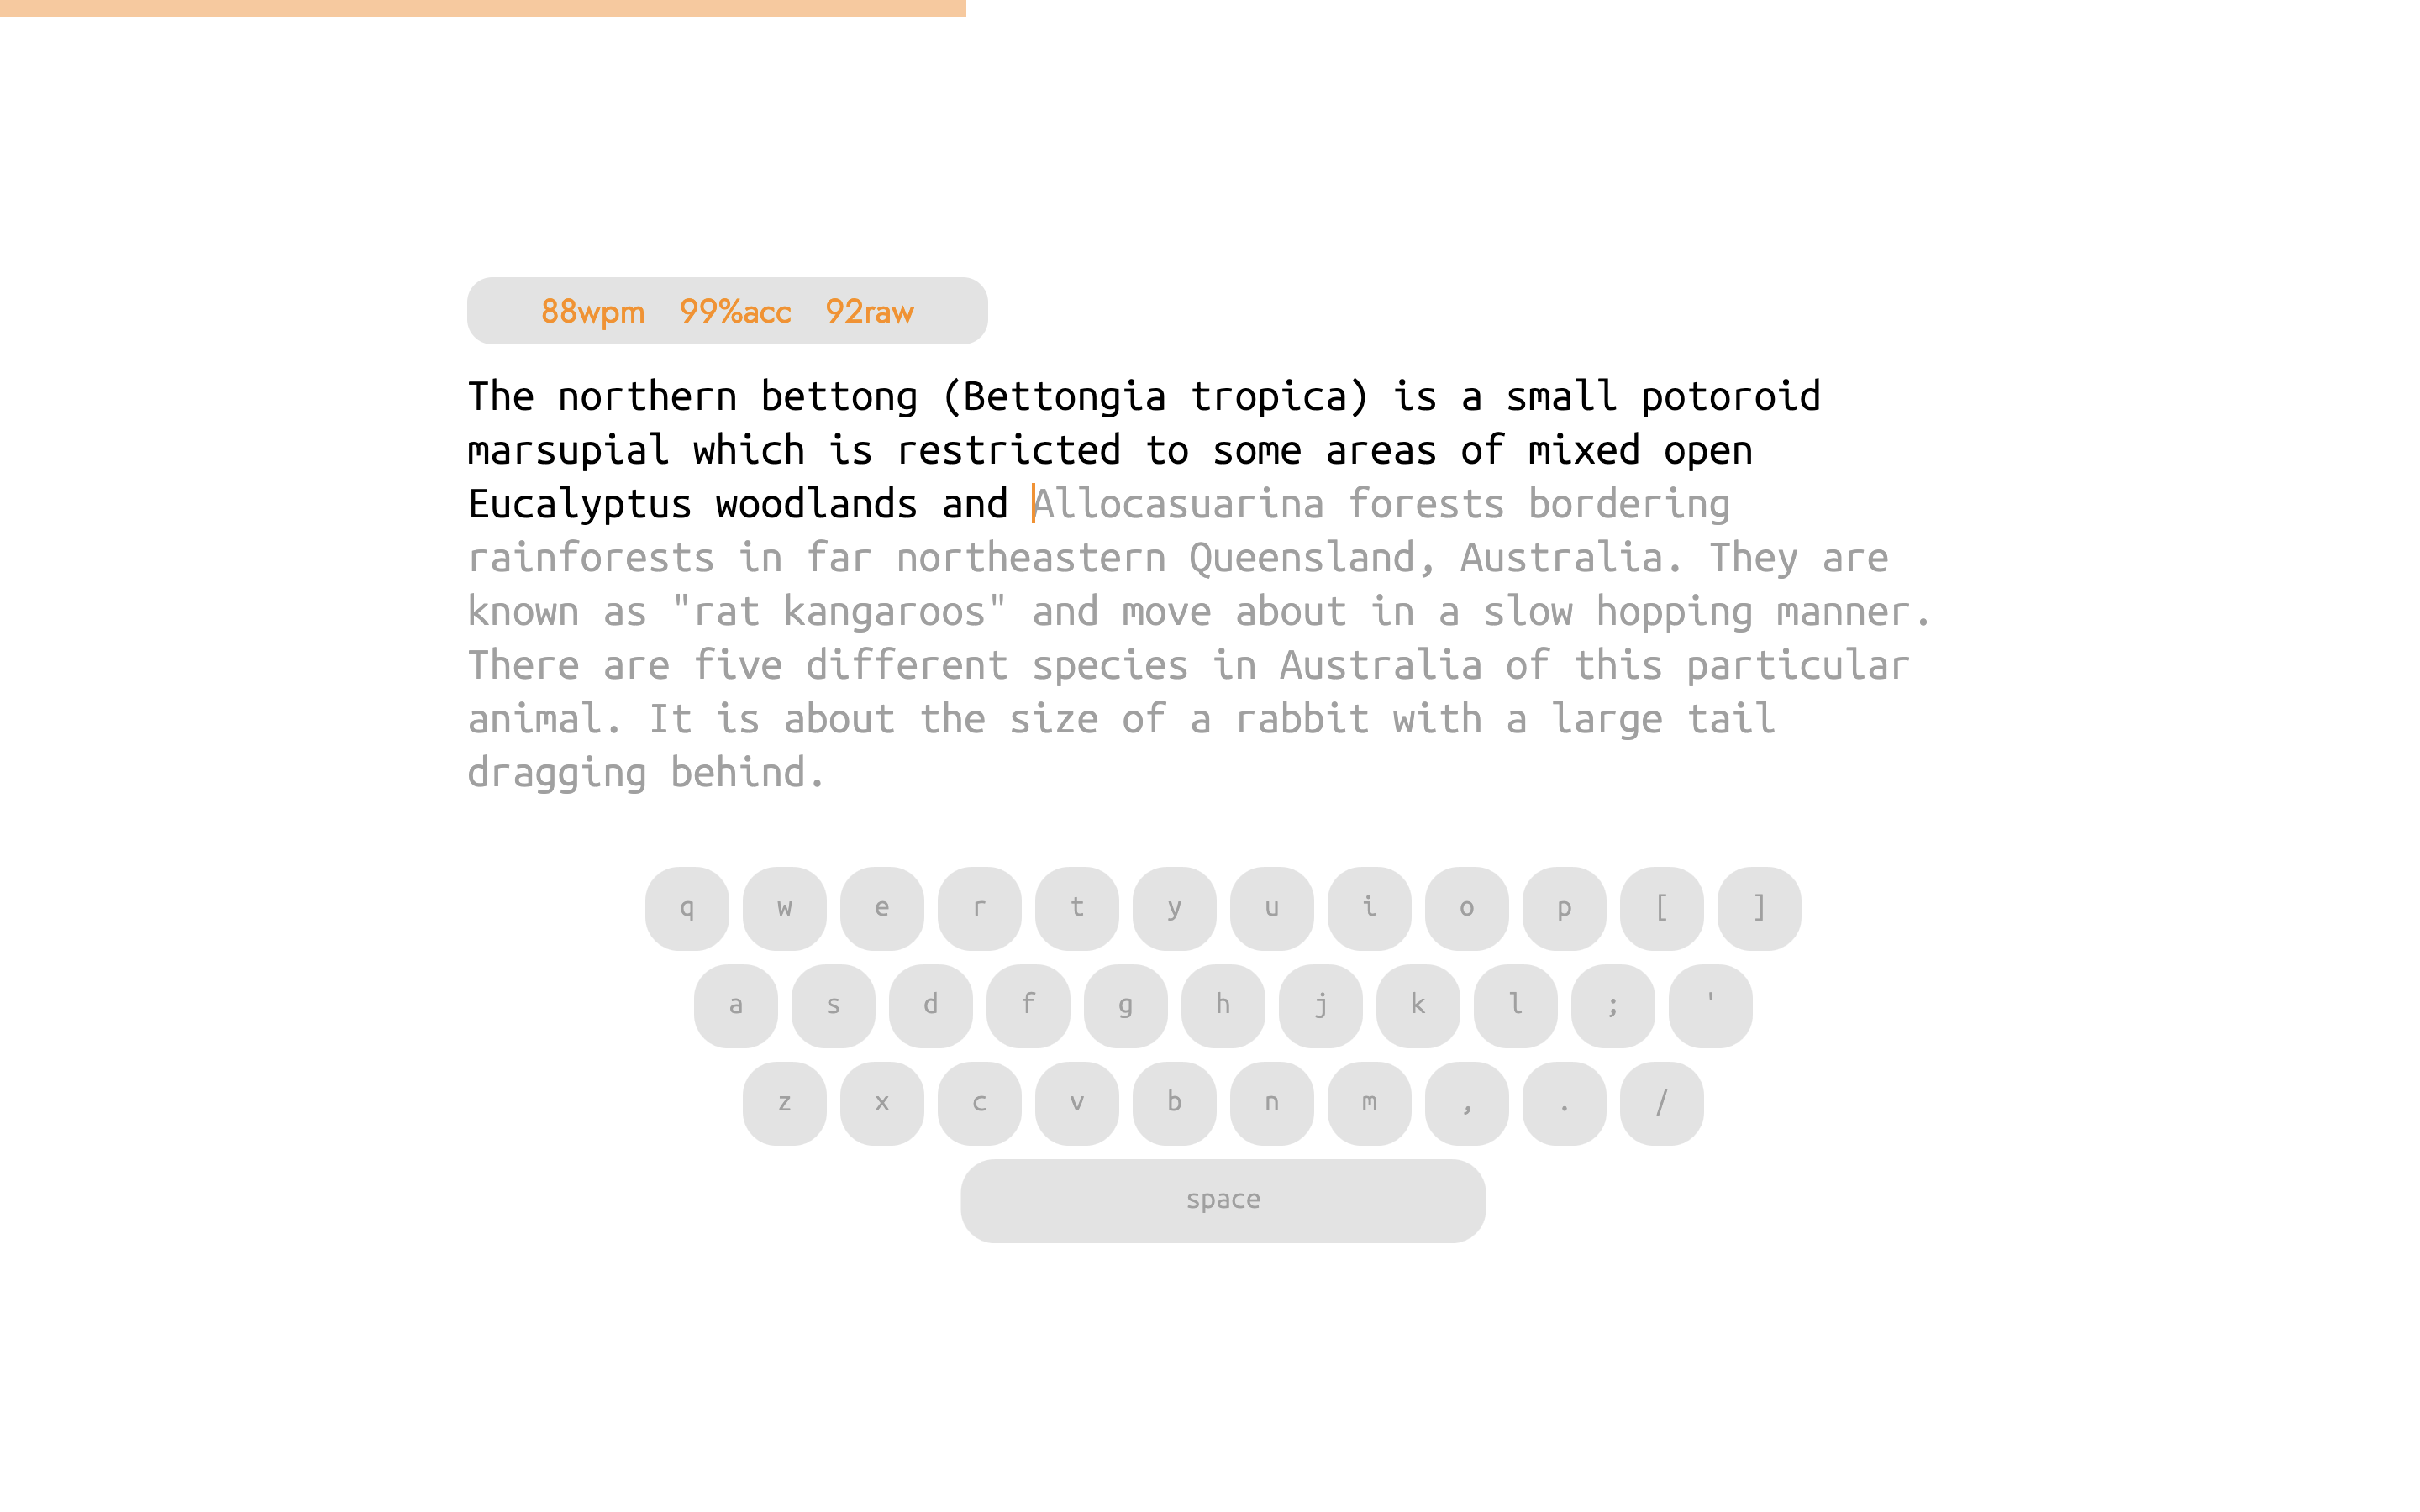 88wpm 99%acc 92raw
The northern bettong (Bettongia tropica) is a small potoroid
marsupial which is restricted to some areas of mixed open
Eucalyptus woodlands and Allocasuarina forests bordering
rainforests in far northeastern Queensland, Australia. They are
known as "rat kangaroos" and move about in a slow hopping manner.
There are five different species in Australia of this particular
animal. It is about the size of a rabbit with a large tail
dragging behind.
q w e r t y u i o p [ ]
a s d f g h j k l ; '
z x c v b n m , . /
space